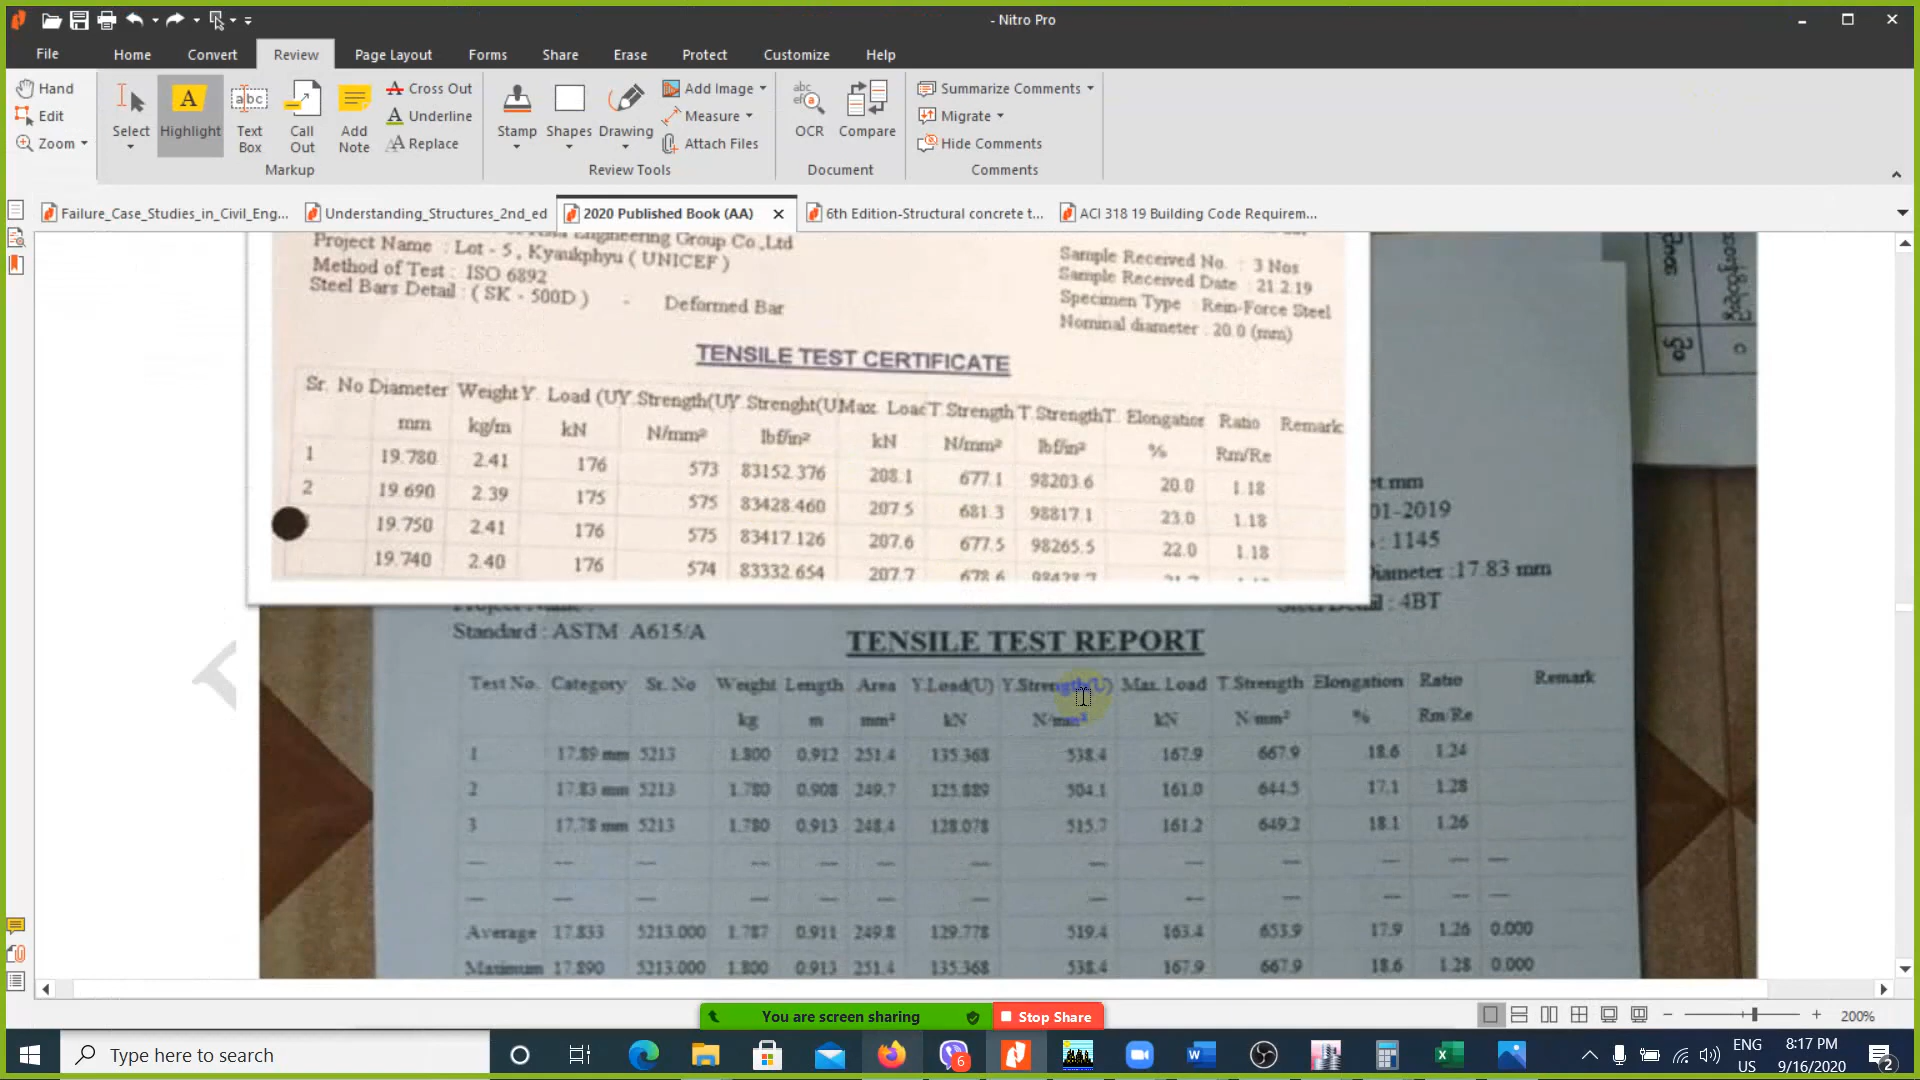 - Nitro Pro
File Home Convert Review Page Layout Forms Share Erase Protect Customize Help
Hand
Edit
Zoom
Select
Highlight
Text Box
Call Out
Add Note
Cross Out
Underline
Replace
Markup
Stamp
Shapes
Drawing
Add Image
Measure
Attach Files
Review Tools
OCR
Compare
Document
Summarize Comments
Migrate
Hide Comments
Comments
Failure_Case_Studies_in_Civil_Eng...
Understanding_Structures_2nd_ed
2020 Published Book (AA)
6th Edition-Structural concrete t...
ACI 318 19 Building Code Requirem...
Engineering Group Co.,Ltd
Project Name : Lot - 5 , Kyaukphyu ( UNICEF )
Method of Test : ISO 6892
Steel Bars Detail : ( SK - 500D ) - Deformed Bar
Sample Received No. : 3 Nos
Sample Received Date : 21.2.19
Specimen Type : Rein-Force Steel
Nominal diameter : 20.0 (mm)
TENSILE TEST CERTIFICATE
Sr. No Diameter Weight Y. Load (U Y.Strength(U Y.Strenght(U Max. Load T.Strength T.Strength T. Elongation Ratio Remark
mm kg/m kN N/mm² lbf/in² kN N/mm² lbf/in² % Rm/Re
1 19.780 2.41 176 573 83152.376 208.1 677.1 98203.6 20.0 1.18
2 19.690 2.39 175 575 83428.460 207.5 681.3 98817.1 23.0 1.18
19.750 2.41 176 575 83417.126 207.6 677.5 98265.5 22.0 1.18
19.740 2.40 176 574 83332.654 207.7 678.6
mm
01-2019
: 1145
Diameter :17.83 mm
: 4BT
Standard : ASTM A615/A
TENSILE TEST REPORT
Test No. Category Sr. No Weight Length Area Y.Load(U) Y.Strength(U) Max. Load T.Strength Elongation Ratio Remark
kg m mm² kN N/mm² kN N/mm² % Rm/Re
1 17.89 mm 5213 1.800 0.912 251.4 135.368 538.4 167.9 667.9 18.6 1.24
2 17.83 mm 5213 1.780 0.908 249.7 125.889 504.1 161.0 644.5 17.1 1.28
3 17.78 mm 5213 1.780 0.913 248.4 128.078 515.7 161.2 649.2 18.1 1.26
Average 17.833 5213.000 1.787 0.911 249.8 129.778 519.4 163.4 653.9 17.9 1.26 0.000
Maximum 17.890 5213.000 1.800 0.913 251.4 135.368 538.4 167.9 667.9 18.6 1.28 0.000
You are screen sharing
Stop Share
200%
Type here to search
6
ENG
US
8:17 PM
9/16/2020
2